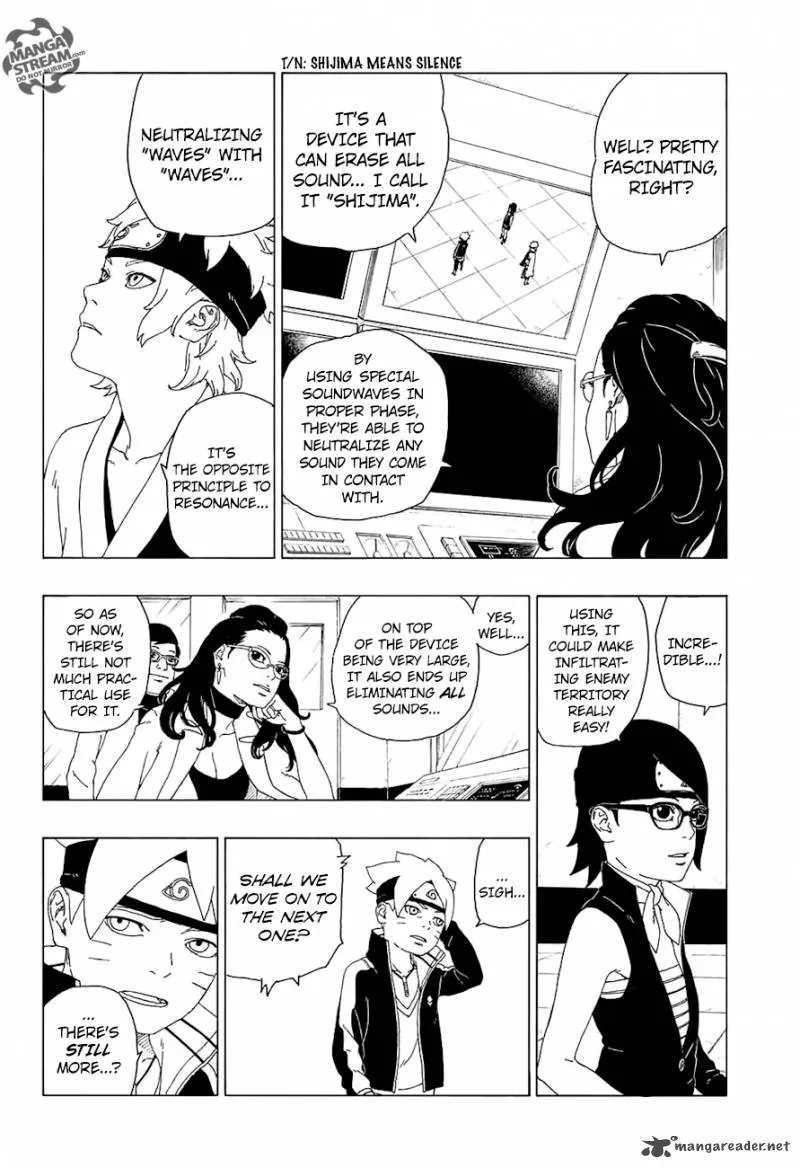 MANGA
STREAM.com
DO NOT MIRROR
T/N: SHIJIMA MEANS SILENCE
WELL? PRETTY
FASCINATING,
RIGHT?
IT'S A
DEVICE THAT
CAN ERASE ALL
SOUND... I CALL
IT "SHIJIMA".
BY
USING SPECIAL
SOUNDWAVES IN
PROPER PHASE,
THEY'RE ABLE TO
NEUTRALIZE ANY
SOUND THEY COME
IN CONTACT
WITH.
NEUTRALIZING
"WAVES" WITH
"WAVES"...
IT'S
THE OPPOSITE
PRINCIPLE TO
RESONANCE...
INCRE-
DIBLE...!
USING
THIS, IT
COULD MAKE
INFILTRAT-
ING ENEMY
TERRITORY
REALLY
EASY!
YES,
WELL...
ON TOP
OF THE DEVICE
BEING VERY LARGE,
IT ALSO ENDS UP
ELIMINATING ALL
SOUNDS...
SO AS
OF NOW,
THERE'S
STILL NOT
MUCH PRAC-
TICAL USE
FOR IT.
...
SIGH...
SHALL WE
MOVE ON TO
THE NEXT
ONE?
...
THERE'S
STILL
MORE...?
mangareader.net